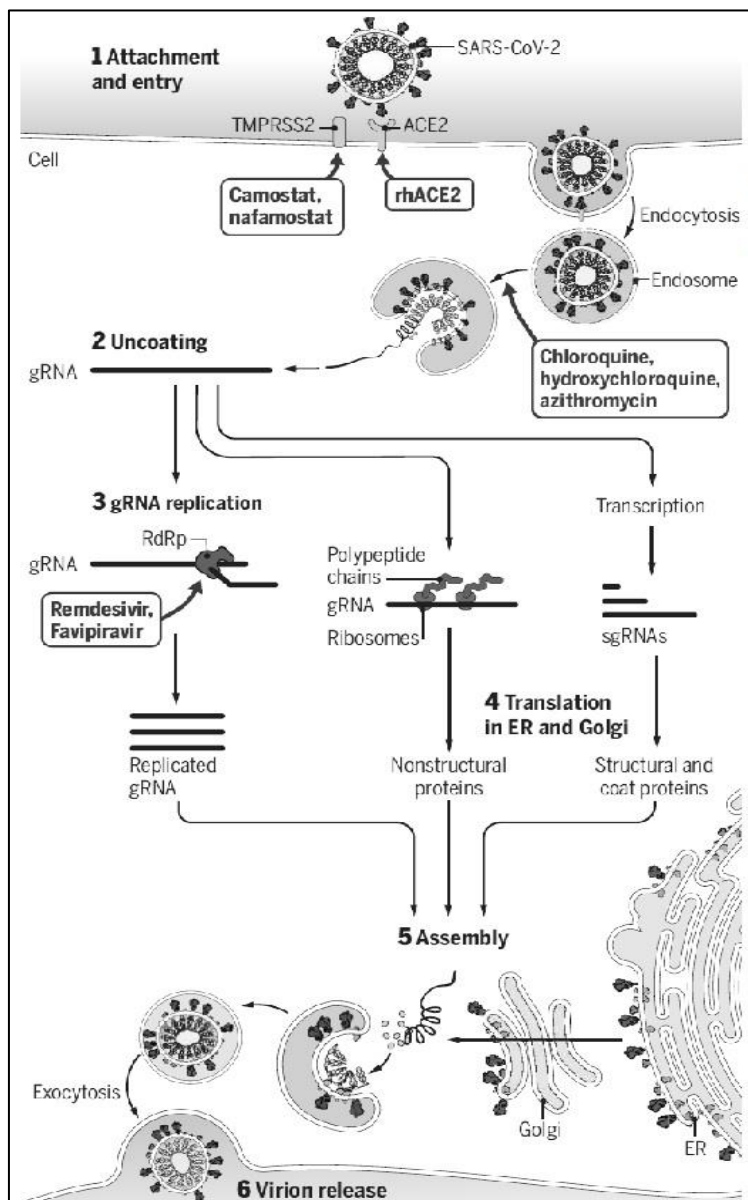 1 Attachment
and entry
SARS-CoV-2
TMPRSS2
ACE2
Cell
Camostat,
nafamostat
rhACE2
Endocytosis
Endosome
2 Uncoating
gRNA
Chloroquine,
hydroxychloroquine,
azithromycin
3 gRNA replication
RdRp
gRNA
Remdesivir,
Favipiravir
Polypeptide
chains
gRNA
Ribosomes
Transcription
sgRNAs
4 Translation
in ER and Golgi
Replicated
gRNA
Nonstructural
proteins
Structural and
coat proteins
5 Assembly
Exocytosis
Golgi
ER
6 Virion release